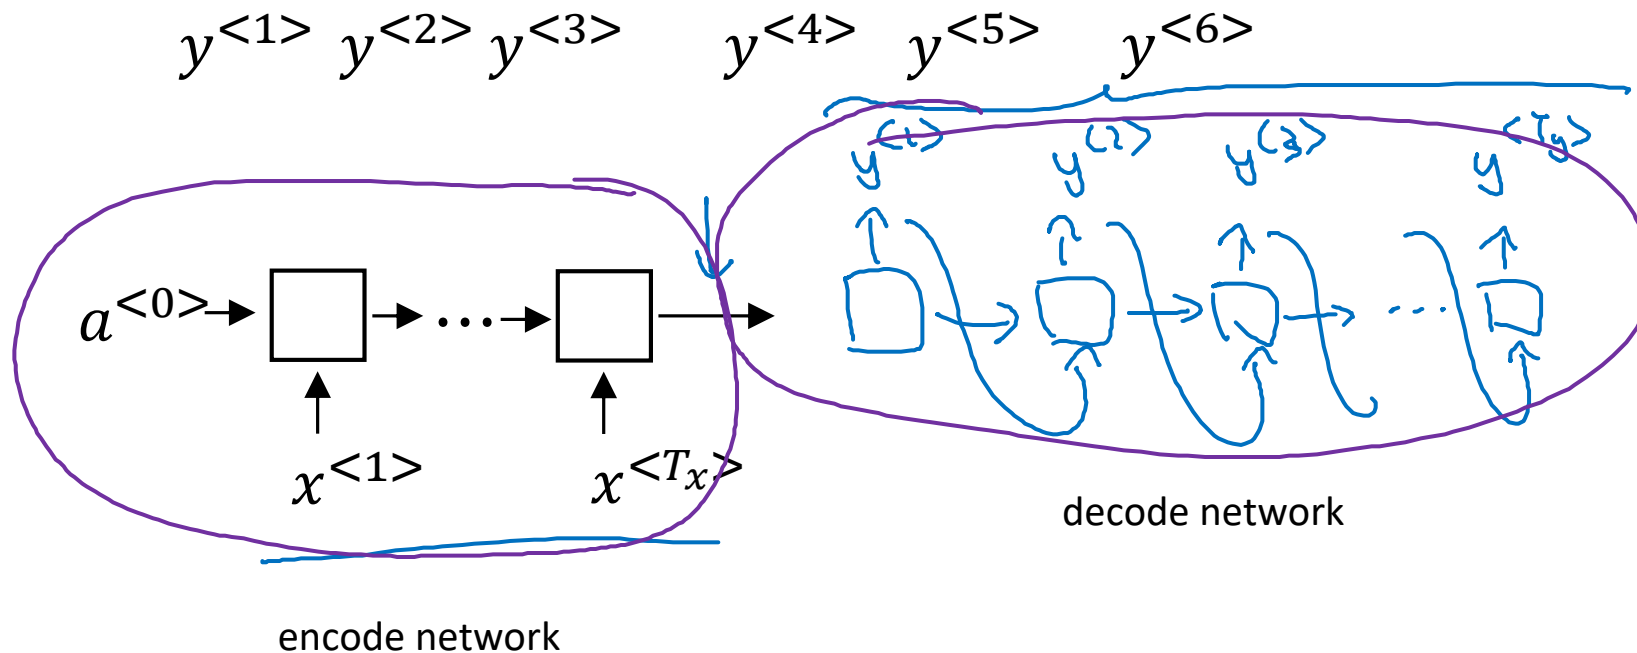 y<1> y<2> y<3> y<4> y<5> y<6>
y<1> y<2> y<3> y<Ty>
a<0> ... ....
x<1> x<Tx>
decode network
encode network